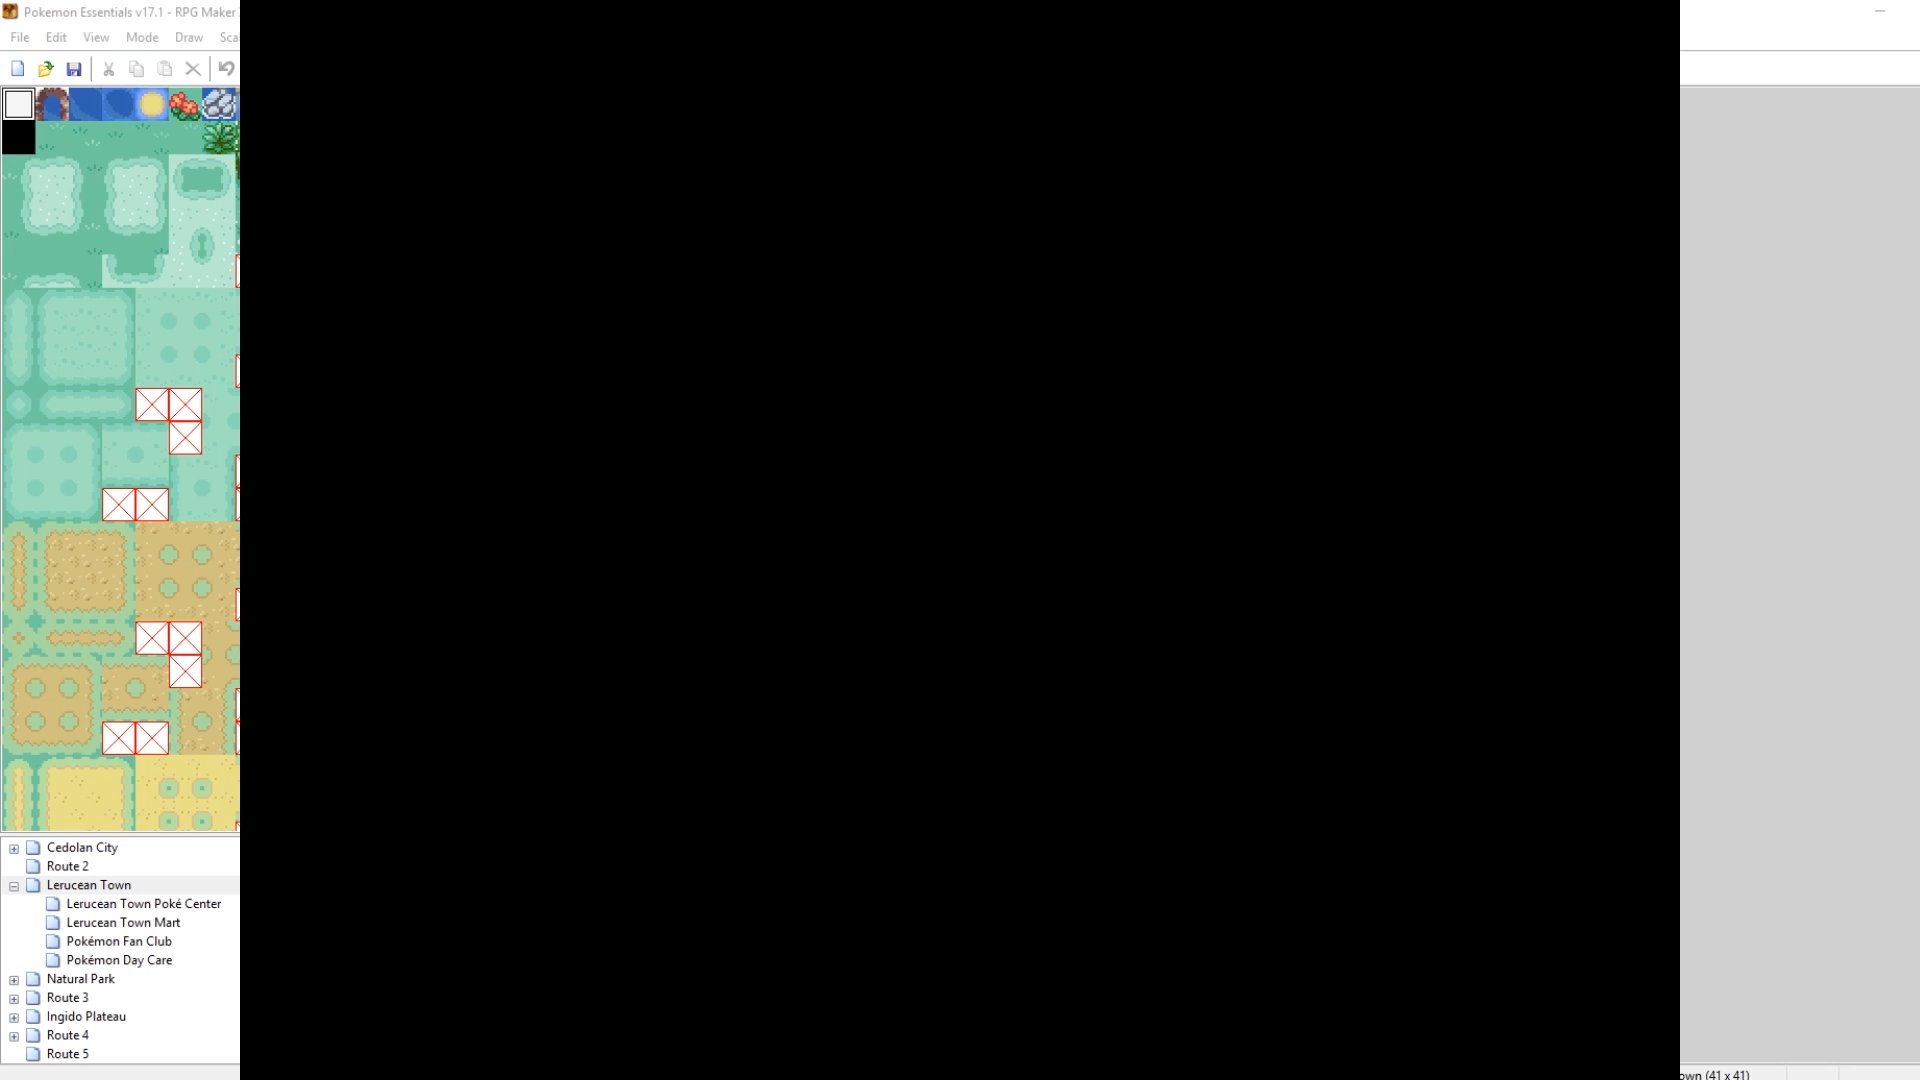 Pokemon Essentials v17.1 - RPG Maker
File Edit View Mode Draw
Cedolan City
Route 2
Lerucean Town
Lerucean Town Poké Center
Lerucean Town Mart
Pokémon Fan Club
Pokémon Day Care
Natural Park
Route 3
Ingido Plateau
Route 4
Route 5
(41 x 41)